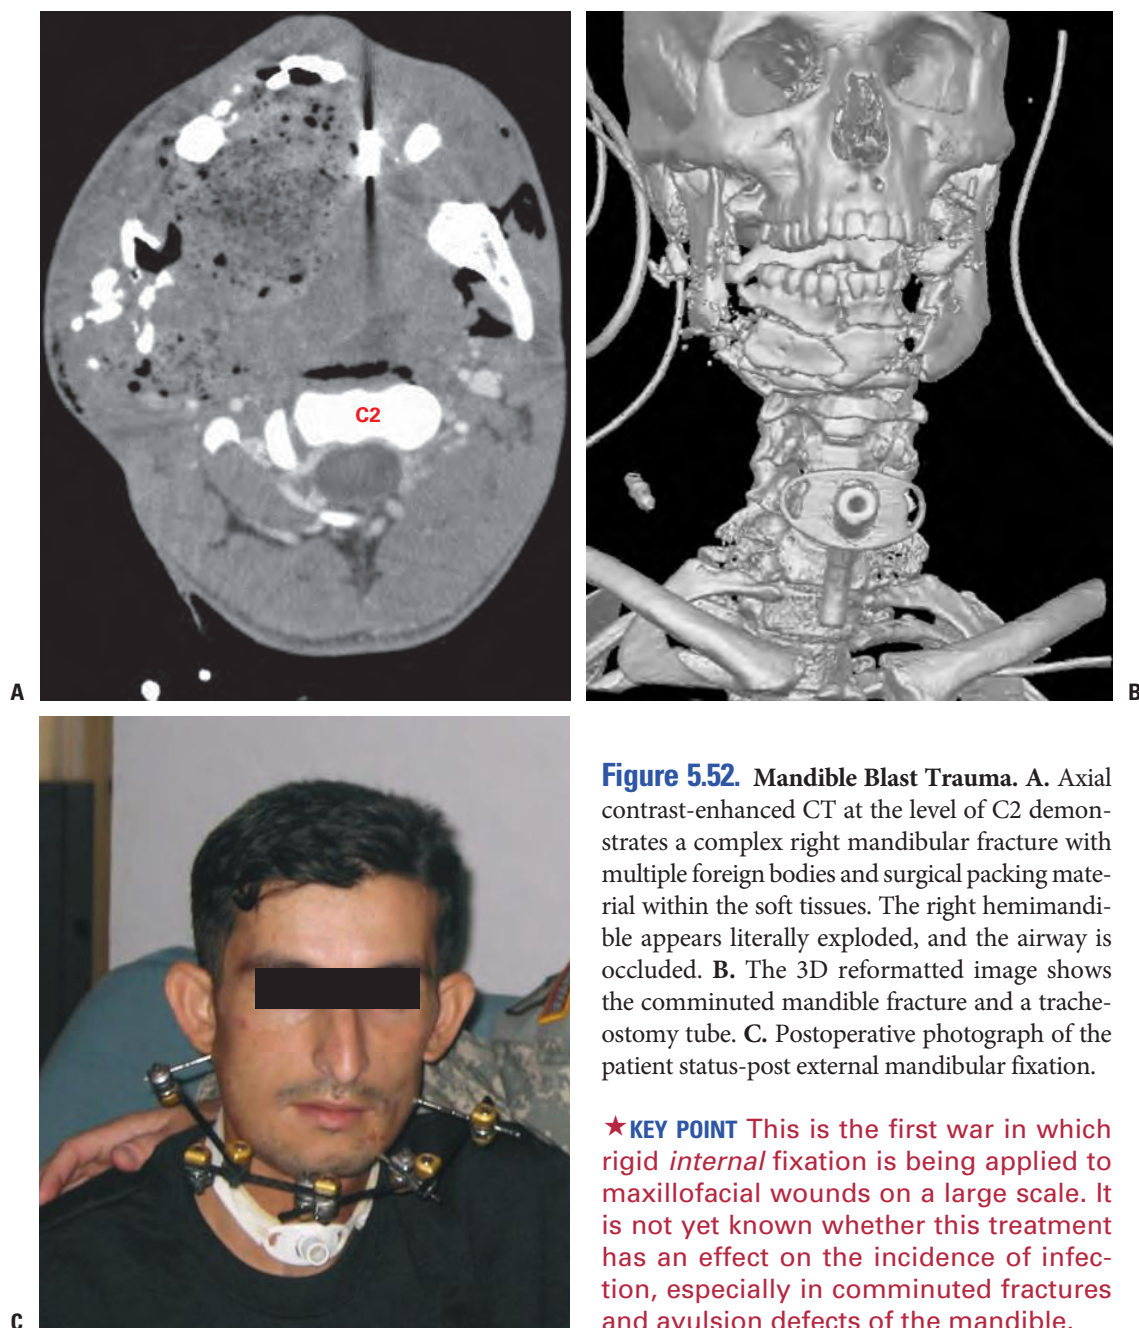 C2
A
B
C
Figure 5.52. Mandible Blast Trauma. A. Axial
contrast-enhanced CT at the level of C2 demon-
strates a complex right mandibular fracture with
multiple foreign bodies and surgical packing mate-
rial within the soft tissues. The right hemimandi-
ble appears literally exploded, and the airway is
occluded. B. The 3D reformatted image shows
the comminuted mandible fracture and a trache-
ostomy tube. C. Postoperative photograph of the
patient status-post external mandibular fixation.
★KEY POINT This is the first war in which
rigid internal fixation is being applied to
maxillofacial wounds on a large scale. It
is not yet known whether this treatment
has an effect on the incidence of infec-
tion, especially in comminuted fractures
and avulsion defects of the mandible.